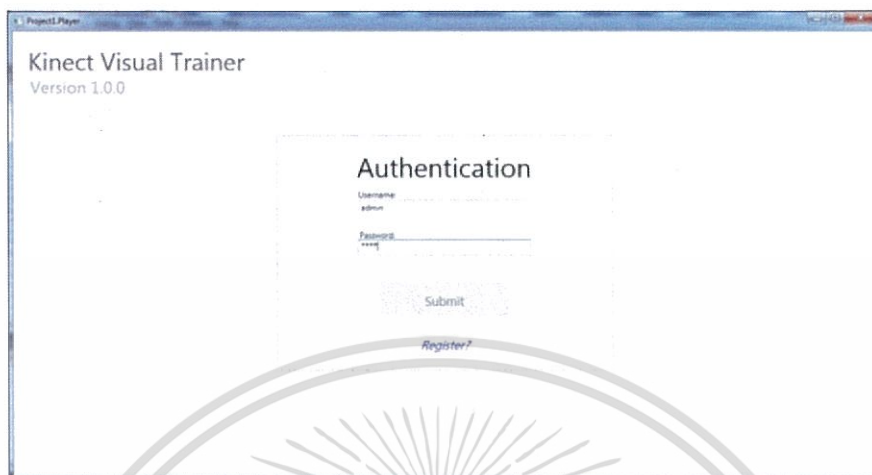 Project1.Player
Kinect Visual Trainer
Version 1.0.0
Authentication
Username:
admin
Password:
****
Submit
Register?